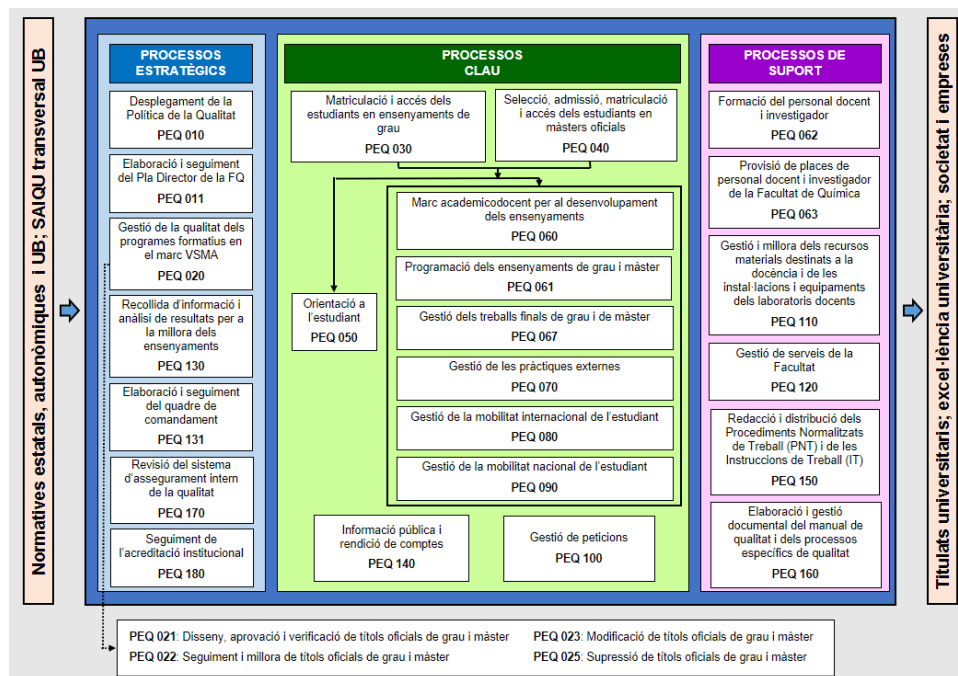 Normatives estatals, autonòmiques i UB; SAIQU transversal UB
PROCESSOS
ESTRATÈGICS
Desplegament de la
Política de la Qualitat
PEQ 010
Elaboració i seguiment
del Pla Director de la FQ
PEQ 011
Gestió de la qualitat dels
programes formatius en
el marc VSMA
PEQ 020
Recollida d'informació i
anàlisi de resultats per a
la millora dels
ensenyaments
PEQ 130
Elaboració i seguiment
del quadre de
comandament
PEQ 131
Revisió del sistema
d'assegurament intern
de la qualitat
PEQ 170
Seguiment de
l'acreditació institucional
PEQ 180
PROCESSOS
CLAU
Matriculació i accés dels
estudiants en ensenyaments de
grau
PEQ 030
Selecció, admissió, matriculació
i accés dels estudiants en
màsters oficials
PEQ 040
Orientació a
l'estudiant
PEQ 050
Marc academicodocent per al desenvolupament
dels ensenyaments
PEQ 060
Programació dels ensenyaments de grau i màster
PEQ 061
Gestió dels treballs finals de grau i de màster
PEQ 067
Gestió de les pràctiques externes
PEQ 070
Gestió de la mobilitat internacional de l'estudiant
PEQ 080
Gestió de la mobilitat nacional de l'estudiant
PEQ 090
Informació pública i
rendició de comptes
PEQ 140
Gestió de peticions
PEQ 100
PROCESSOS DE
SUPORT
Formació del personal docent
i investigador
PEQ 062
Provisió de places de
personal docent i investigador
de la Facultat de Química
PEQ 063
Gestió i millora dels recursos
materials destinats a la
docència i de les
instal·lacions i equipaments
dels laboratoris docents
PEQ 110
Gestió de serveis de la
Facultat
PEQ 120
Redacció i distribució dels
Procediments Normalitzats
de Treball (PNT) i de les
Instruccions de Treball (IT)
PEQ 150
Elaboració i gestió
documental del manual de
qualitat i dels processos
específics de qualitat
PEQ 160
Titulats universitaris; excel·lència universitària; societat i empreses
PEQ 021: Disseny, aprovació i verificació de títols oficials de grau i màster
PEQ 022: Seguiment i millora de títols oficials de grau i màster
PEQ 023: Modificació de títols oficials de grau i màster
PEQ 025: Supressió de títols oficials de grau i màster